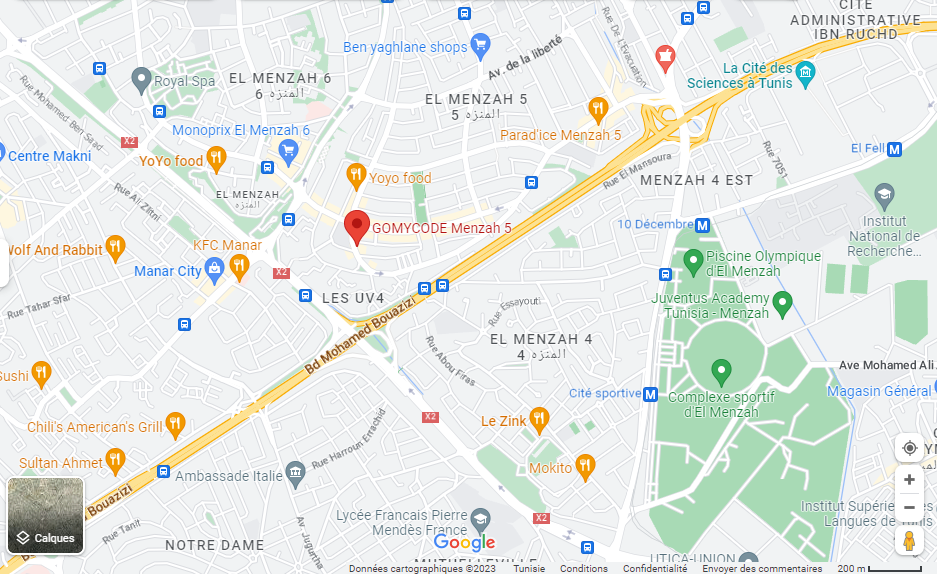 CITÉ
ADMINISTRATIVE
IBN RUCHD
Rue De L'Evacuation
Ben yaghlane shops
Av. de la liberté
La Cité des
Sciences à Tunis
EL MENZAH 6
المنزه 6
Royal Spa
EL MENZAH 5
المنزه 5
Rue Mohamed Ben Saad
Monoprix El Menzah 6
Parad'ice Menzah 5
X2
Centre Makni
YoYo food
El Fell
Rue El Mansoura
Rue 7051
Yoyo food
MENZAH 4 EST
Rue Ali Zlitni
EL MENZAH
المنزه
Institut
National de
Recherche...
10 Décembre
GOMYCODE Menzah 5
Wolf And Rabbit
KFC Manar
Piscine Olympique
d'El Menzah
Manar City
X2
Rue Tahar Sfar
LES UV4
Juventus Academy
Tunisia - Menzah
Rue Essayouti
Bd Mohamed Bouazizi
EL MENZAH 4
المنزه 4
Rue Abou Firas
Ave Mohamed Ali
Sushi
Cité sportive
Magasin Général
Complexe sportif
d'El Menzah
X2
Chili's American's Grill
Le Zink
Rue Harroun Errachid
Sultan Ahmet
Mokito
Ambassade Italie
Bouazizi
Calques
Rue Tanit
Av Jugurtha
Lycée Francais Pierre
Mendès France
X2
Institut Supérieur
Langues de Tunis
NOTRE DAME
Google
MUTUELLEVILLE
UTICA-UNION
Données cartographiques ©2023
Tunisie
Conditions
Confidentialité
Envoyer des commentaires
200 m